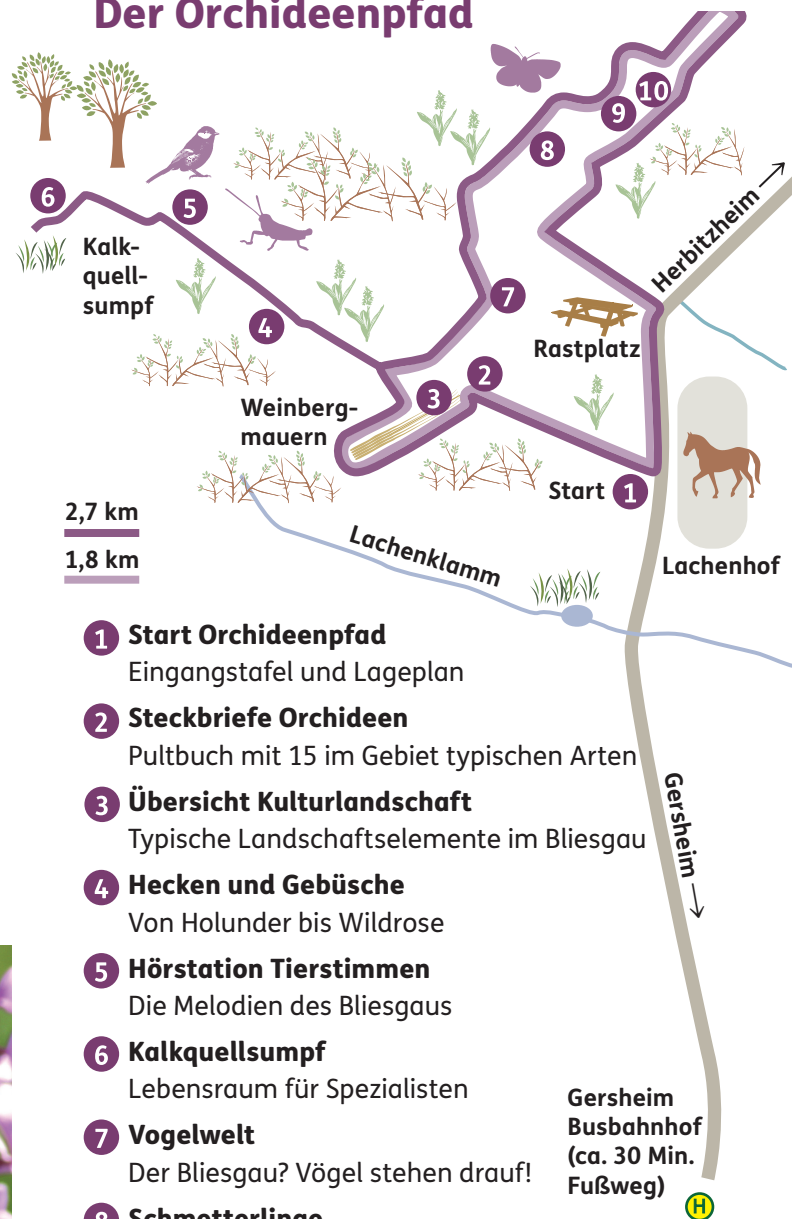 Der Orchideenpfad
10
9
8
6
5
Kalk-
quell-
sumpf
Herbitzheim
7
4
Rastplatz
2
3
Weinberg-
mauern
Start 1
2,7 km
1,8 km
Lachenklamm
Lachenhof
1 Start Orchideenpfad
Eingangstafel und Lageplan
2 Steckbriefe Orchideen
Pultbuch mit 15 im Gebiet typischen Arten
3 Übersicht Kulturlandschaft
Typische Landschaftselemente im Bliesgau
4 Hecken und Gebüsche
Von Holunder bis Wildrose
5 Hörstation Tierstimmen
Die Melodien des Bliesgaus
6 Kalkquellsumpf
Lebensraum für Spezialisten
7 Vogelwelt
Der Bliesgau? Vögel stehen drauf!
8 Schmetterlinge
Gersheim
Gersheim
Busbahnhof
(ca. 30 Min.
Fußweg)
H